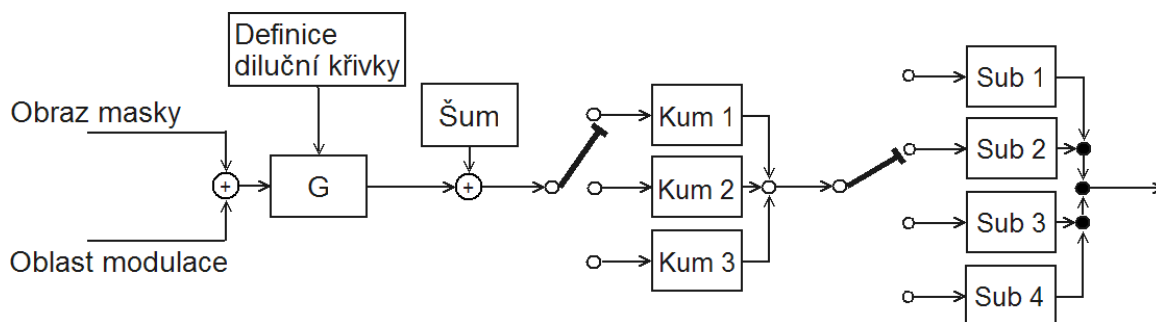 Definice
diluční křivky
Obraz masky
Šum
+
G
+
Oblast modulace
Kum 1
Kum 2
Kum 3
Sub 1
Sub 2
Sub 3
Sub 4